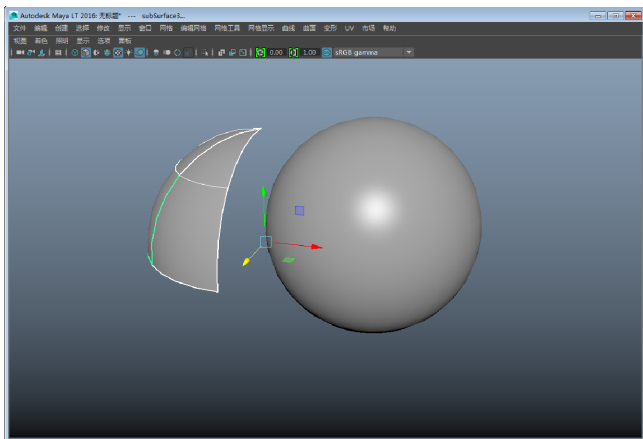 Autodesk Maya LT 2016: 无标题* --- subSurface3...
文件 编辑 创建 选择 修改 显示 窗口 网格 编辑网格 网格工具 网格显示 曲线 曲面 变形 UV 市场 帮助
视图 着色 照明 显示 选项 面板
0.00 1.00 sRGB gamma